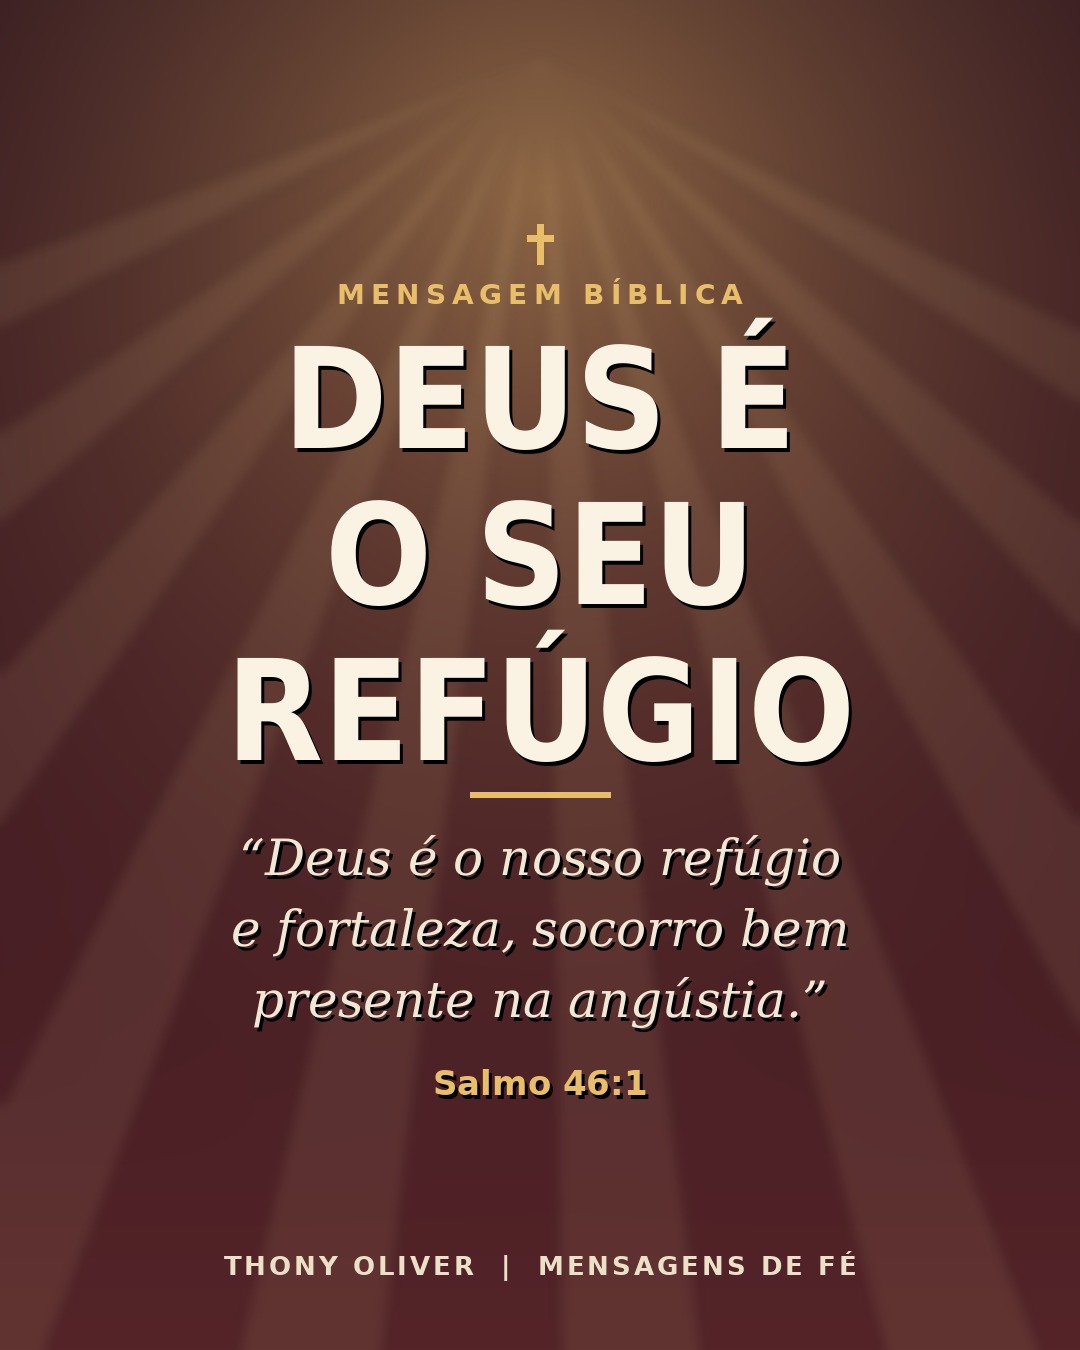 MENSAGEM BÍBLICA
DEUS É
O SEU
REFÚGIO
“Deus é o nosso refúgio
e fortaleza, socorro bem
presente na angústia.”
Salmo 46:1
THONY OLIVER | MENSAGENS DE FÉ